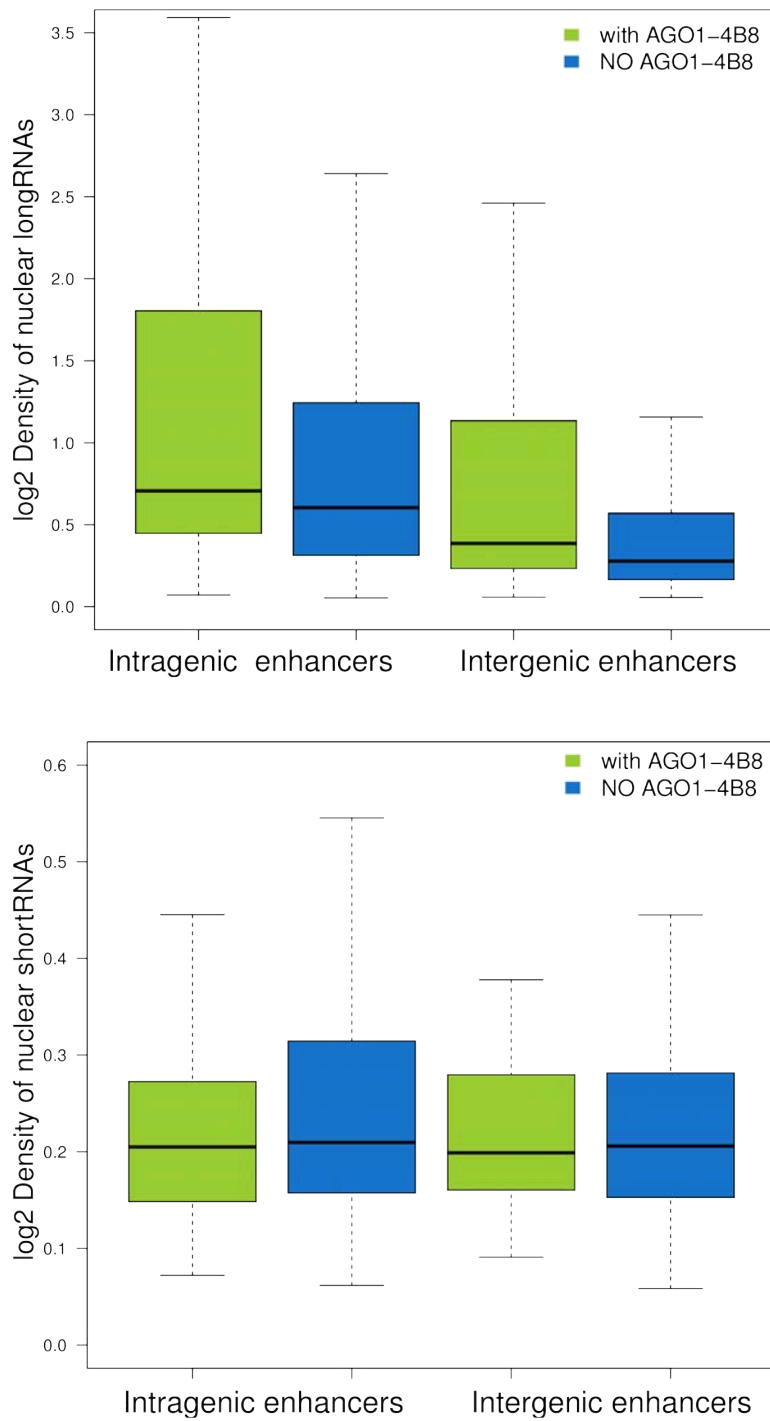 3.5
with AGO1-4B8
NO AGO1-4B8
3.0
2.5
2.0
1.5
1.0
0.5
0.0
log2 Density of nuclear longRNAs
Intragenic enhancers
Intergenic enhancers
0.6
with AGO1-4B8
NO AGO1-4B8
0.5
0.4
0.3
0.2
0.1
0.0
log2 Density of nuclear shortRNAs
Intragenic enhancers
Intergenic enhancers